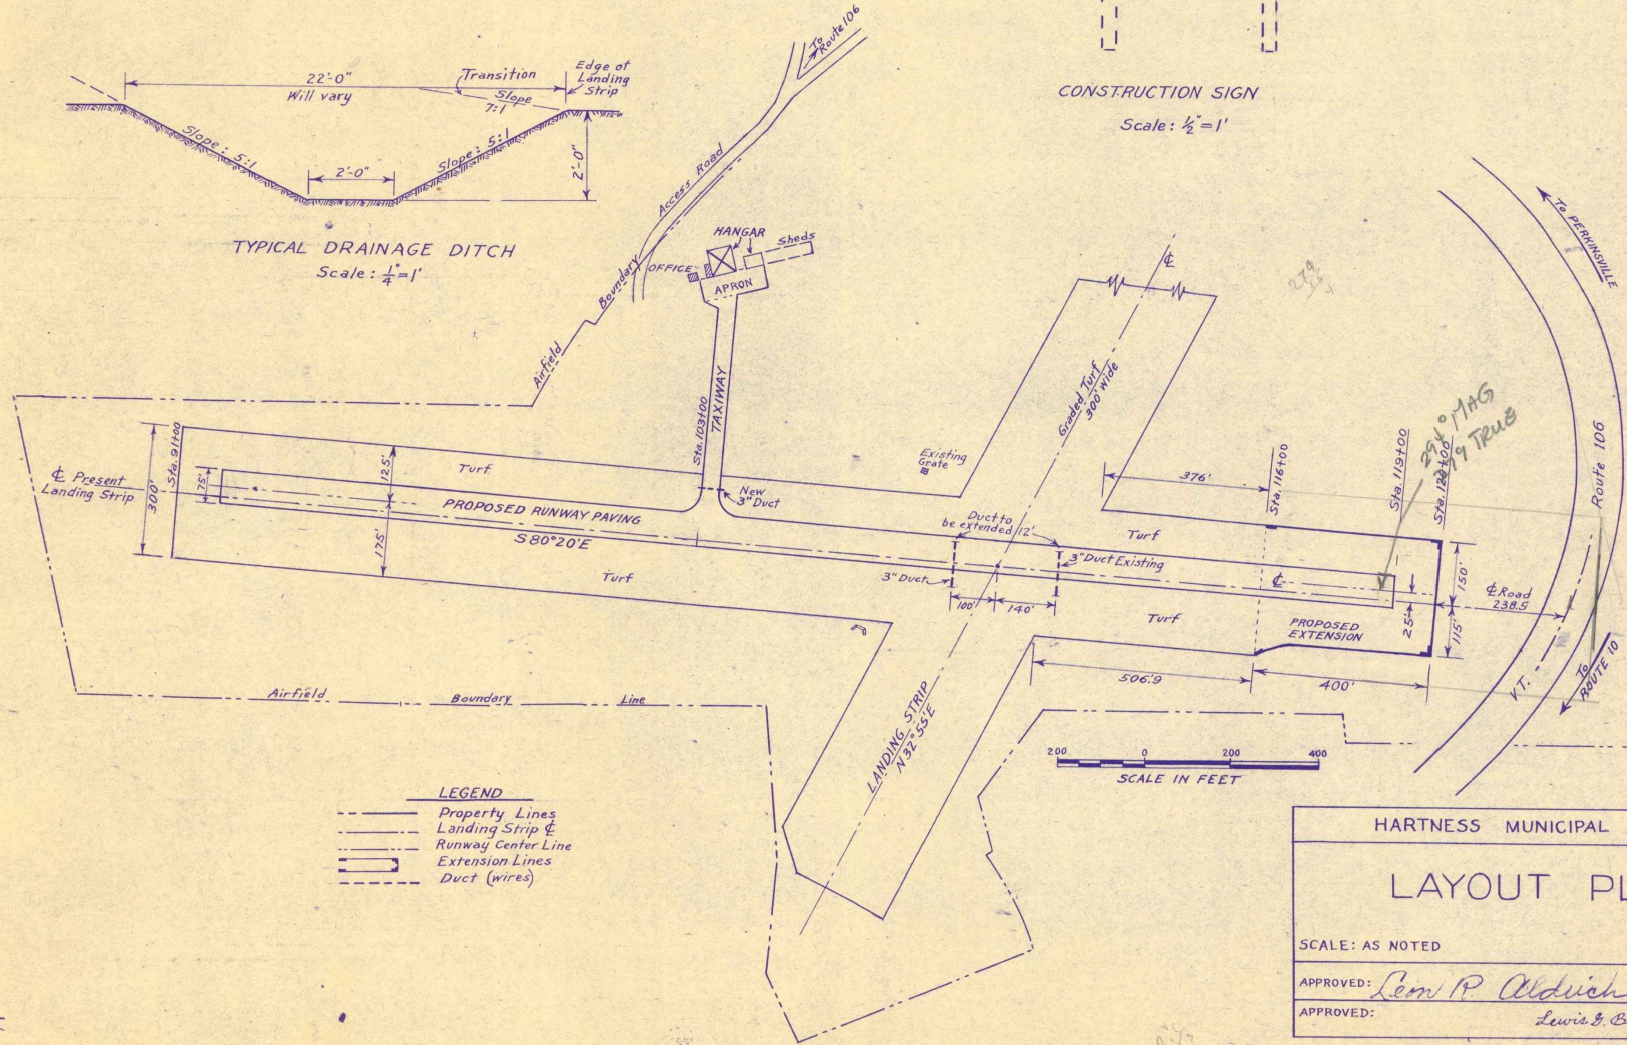 22'-0"
Will vary
Transition
Slope
7:1
Edge of
Landing
Strip
Slope: 5:1
Slope: 5:1
2'-0"
2'-0"
TYPICAL DRAINAGE DITCH
Scale: 1/4"=1'
To
Route 106
Access Road
CONSTRUCTION SIGN
Scale: 1/2"=1'
HANGAR
Sheds
OFFICE
APRON
Airfield
Boundary
To PERKINSVILLE
Route 106
℄
Graded Turf
300' wide
294° MAG
TRUE
℄ Present
Landing Strip
Sta. 91+00
300'
75'
125'
175'
Turf
PROPOSED RUNWAY PAVING
S80°20'E
Turf
Sta. 103+00
TAXIWAY
New
3" Duct
Existing
Grate
Duct to
be extended 12'
3" Duct
3" Duct Existing
100'
140'
376'
Sta. 116+00
Sta. 119+00
Sta. 120+00
Turf
℄
Turf
PROPOSED
EXTENSION
25'
150'
115'
℄ Road
238.5
506.9
400'
VT.
To
ROUTE 10
Airfield Boundary Line
LANDING STRIP
N32°55'E
200 0 200 400
SCALE IN FEET
LEGEND
Property Lines
Landing Strip ℄
Runway Center Line
Extension Lines
Duct (wires)
HARTNESS MUNICIPAL
LAYOUT PL
SCALE: AS NOTED
APPROVED: Leon R. Aldrich
APPROVED:
Lewis G. B